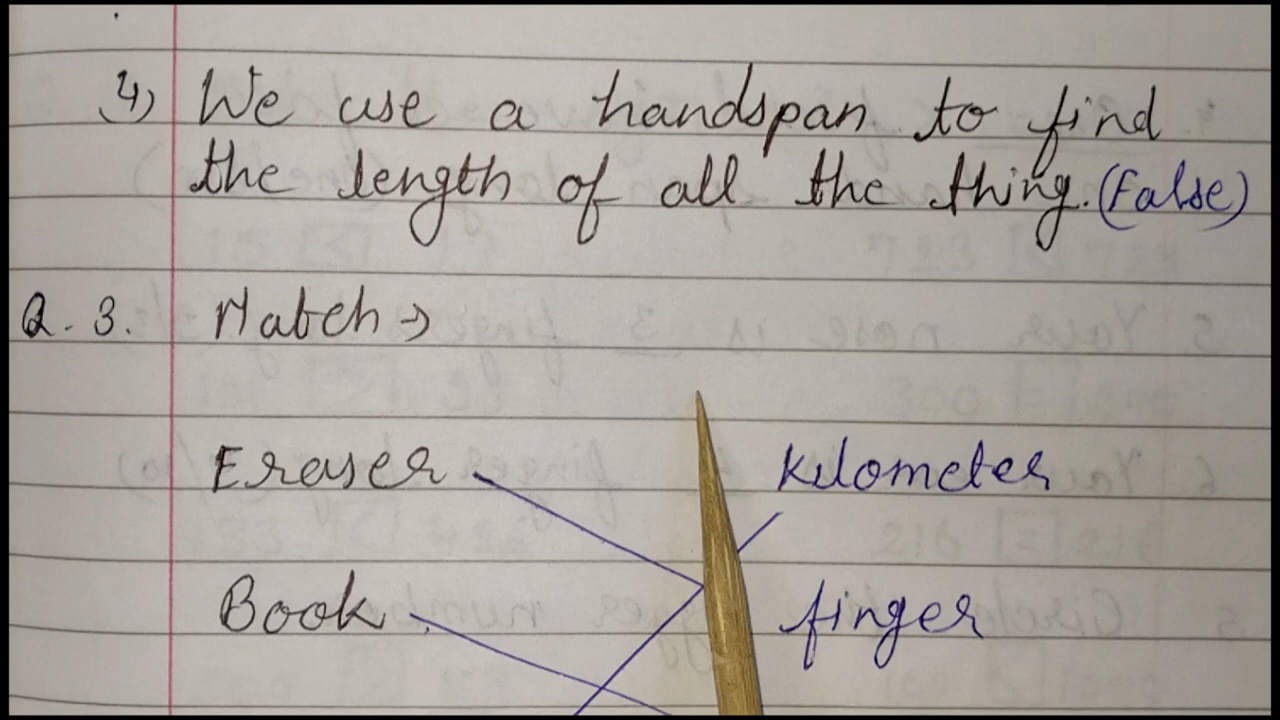 4) We use a handspan to find
the length of all the thing. (False)
Q. 3. Match →
Eraser kilometer
Book finger